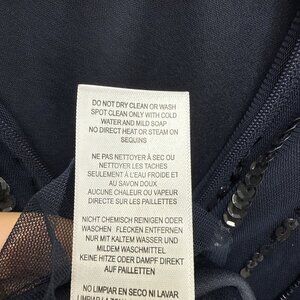 DO NOT DRY CLEAN OR WASH
SPOT CLEAN ONLY WITH COLD
WATER AND MILD SOAP
NO DIRECT HEAT OR STEAM ON
SEQUINS
NE PAS NETTOYER À SEC OU
NETTOYER LES TACHES
SEULEMENT À L'EAU FROIDE ET
AU SAVON DOUX
AUCUNE CHALEUR OU VAPEUR
DIRECTE SUR LES PAILLETTES
NICHT CHEMISCH REINIGEN ODER
WASCHEN FLECKEN ENTFERNEN
NUR MIT KALTEM WASSER UND
MILDEM WASCHMITTEL
KEINE HITZE ODER DAMPF DIREKT
AUF PAILLETTEN
NO LIMPIAR EN SECO NI LAVAR
LIMPIAR LA